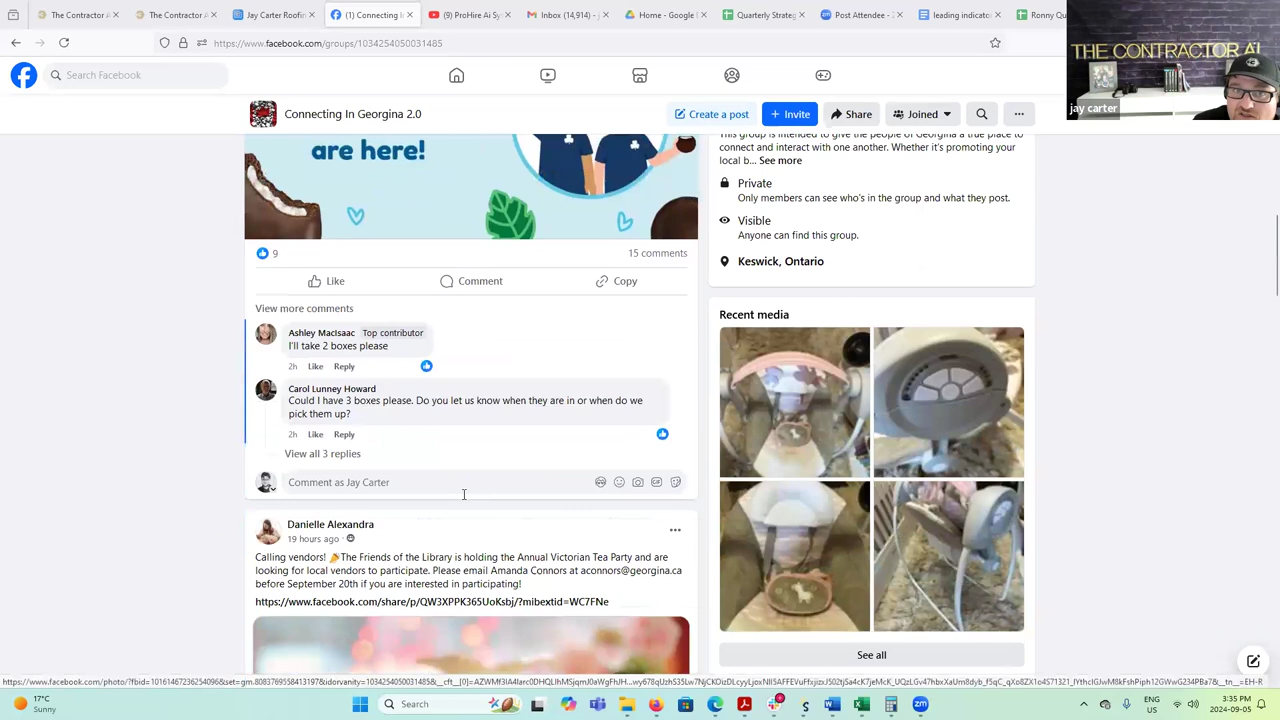 The Contractor
The Contractor A
Jay Carter Roofin
(1) Connecting In
(9) Pric
Inbox (1,914) -
Home - Google
Quarterly Strate
Post Attendee -
Ienos Medicatio
Ronny Qu
https://www.facebook.com/groups/1034254050031485
THE CONTRACTOR AI
jay carter
Search Facebook
Connecting In Georgina(CIG)
Create a post
Invite
Share
Joined
are here!
This group is intended to give the people of Georgina a true place to
connect and interact with one another. Whether it's promoting your
local b... See more
Private
Only members can see who's in the group and what they post.
Visible
Anyone can find this group.
Keswick, Ontario
9
15 comments
Like
Comment
Copy
View more comments
Ashley MacIsaac Top contributor
I'll take 2 boxes please
2h Like Reply
Carol Lunney Howard
Could I have 3 boxes please. Do you let us know when they are in or when do we
pick them up?
2h Like Reply
View all 3 replies
Comment as Jay Carter
GIF
Danielle Alexandra
19 hours ago
Calling vendors! The Friends of the Library is holding the Annual Victorian Tea Party and are
looking for local vendors to participate. Please email Amanda Connors at aconnors@georgina.ca
before September 20th if you are interested in participating!
https://www.facebook.com/share/p/QW3XPPK365UoKsbj/?mibextid=WC7FNe
Recent media
See all
17°C
Sunny
Search
ENG
US
3:35 PM
2024-09-05